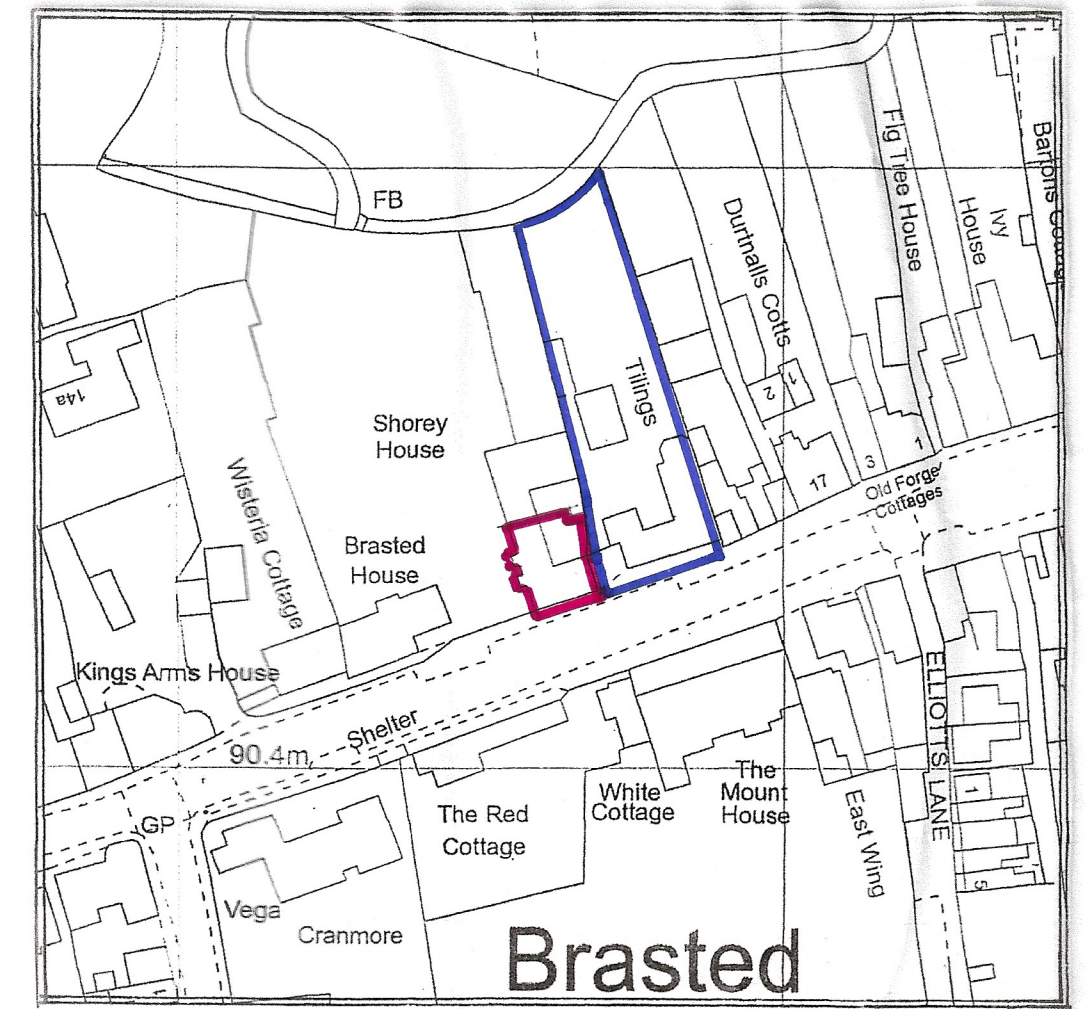 FB
Fig Tree House
Ivy
House
Durtnalls Cotts
1
2
14a
Tilings
Shorey
House
Wisteria Cottage
17
3
1
Old Forge
Cottages
Brasted
House
Kings Arms House
Shelter
90.4m
GP
The Red
Cottage
White
Cottage
The
Mount
House
East Wing
ELLIOTTS LANE
1
5
Vega
Cranmore
Brasted